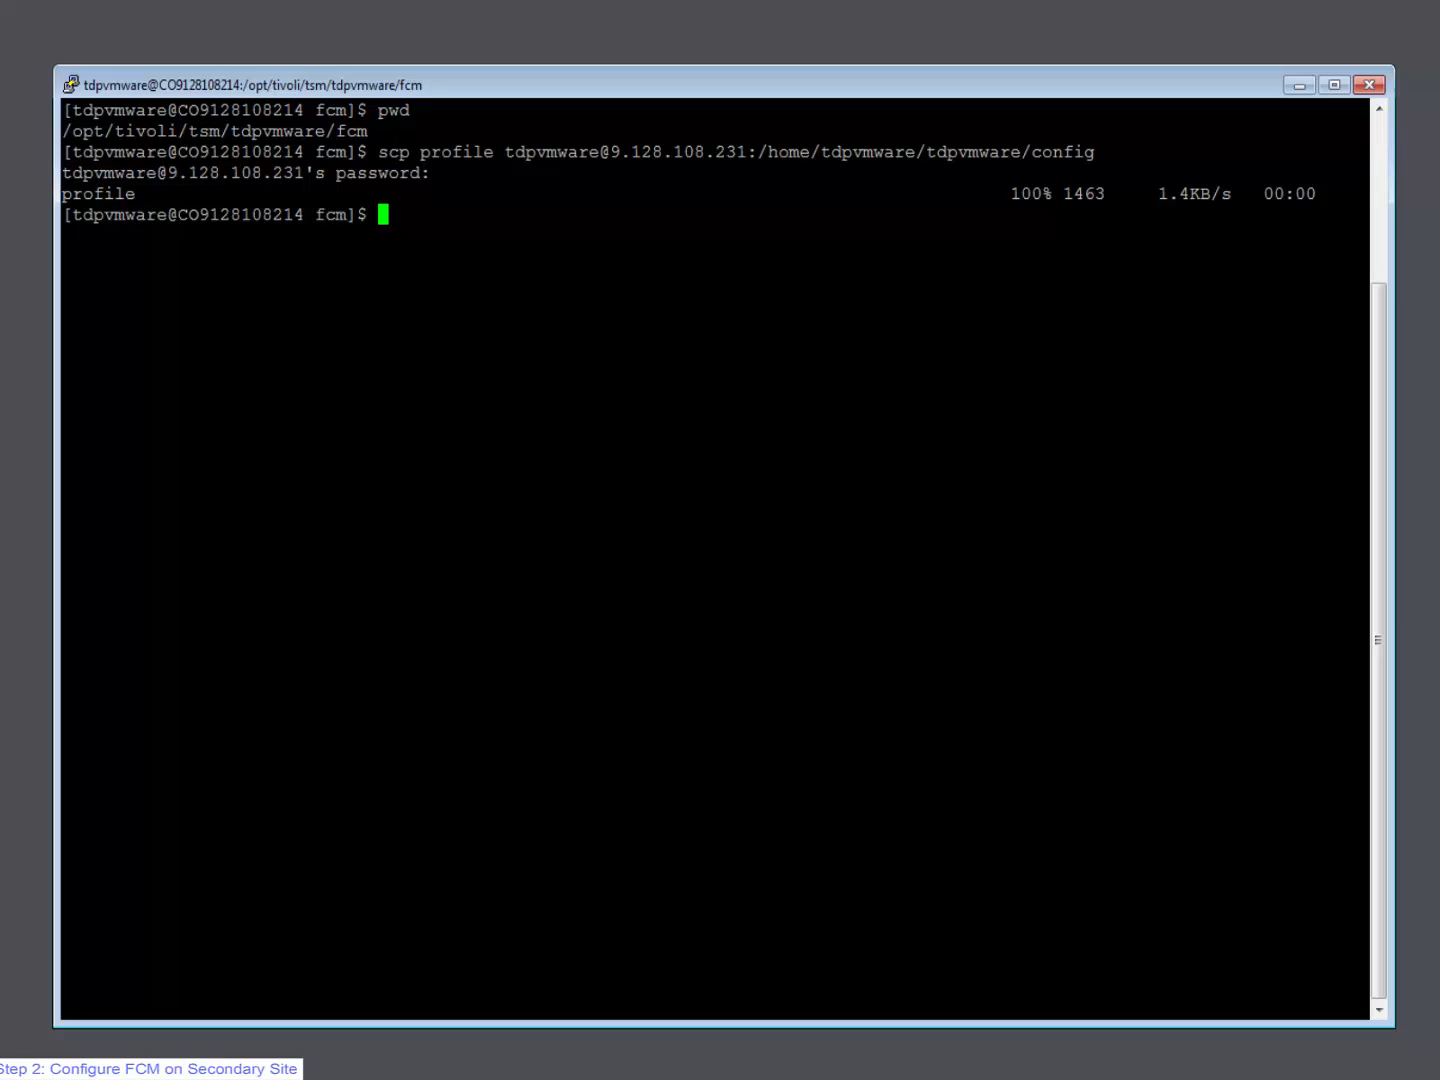 tdpvmware@CO9128108214:/opt/tivoli/tsm/tdpvmware/fcm
[tdpvmware@CO9128108214 fcm]$ pwd
/opt/tivoli/tsm/tdpvmware/fcm
[tdpvmware@CO9128108214 fcm]$ scp profile tdpvmware@9.128.108.231:/home/tdpvmware/tdpvmware/config
tdpvmware@9.128.108.231's password:
profile 100% 1463 1.4KB/s 00:00
[tdpvmware@CO9128108214 fcm]$
Step 2: Configure FCM on Secondary Site